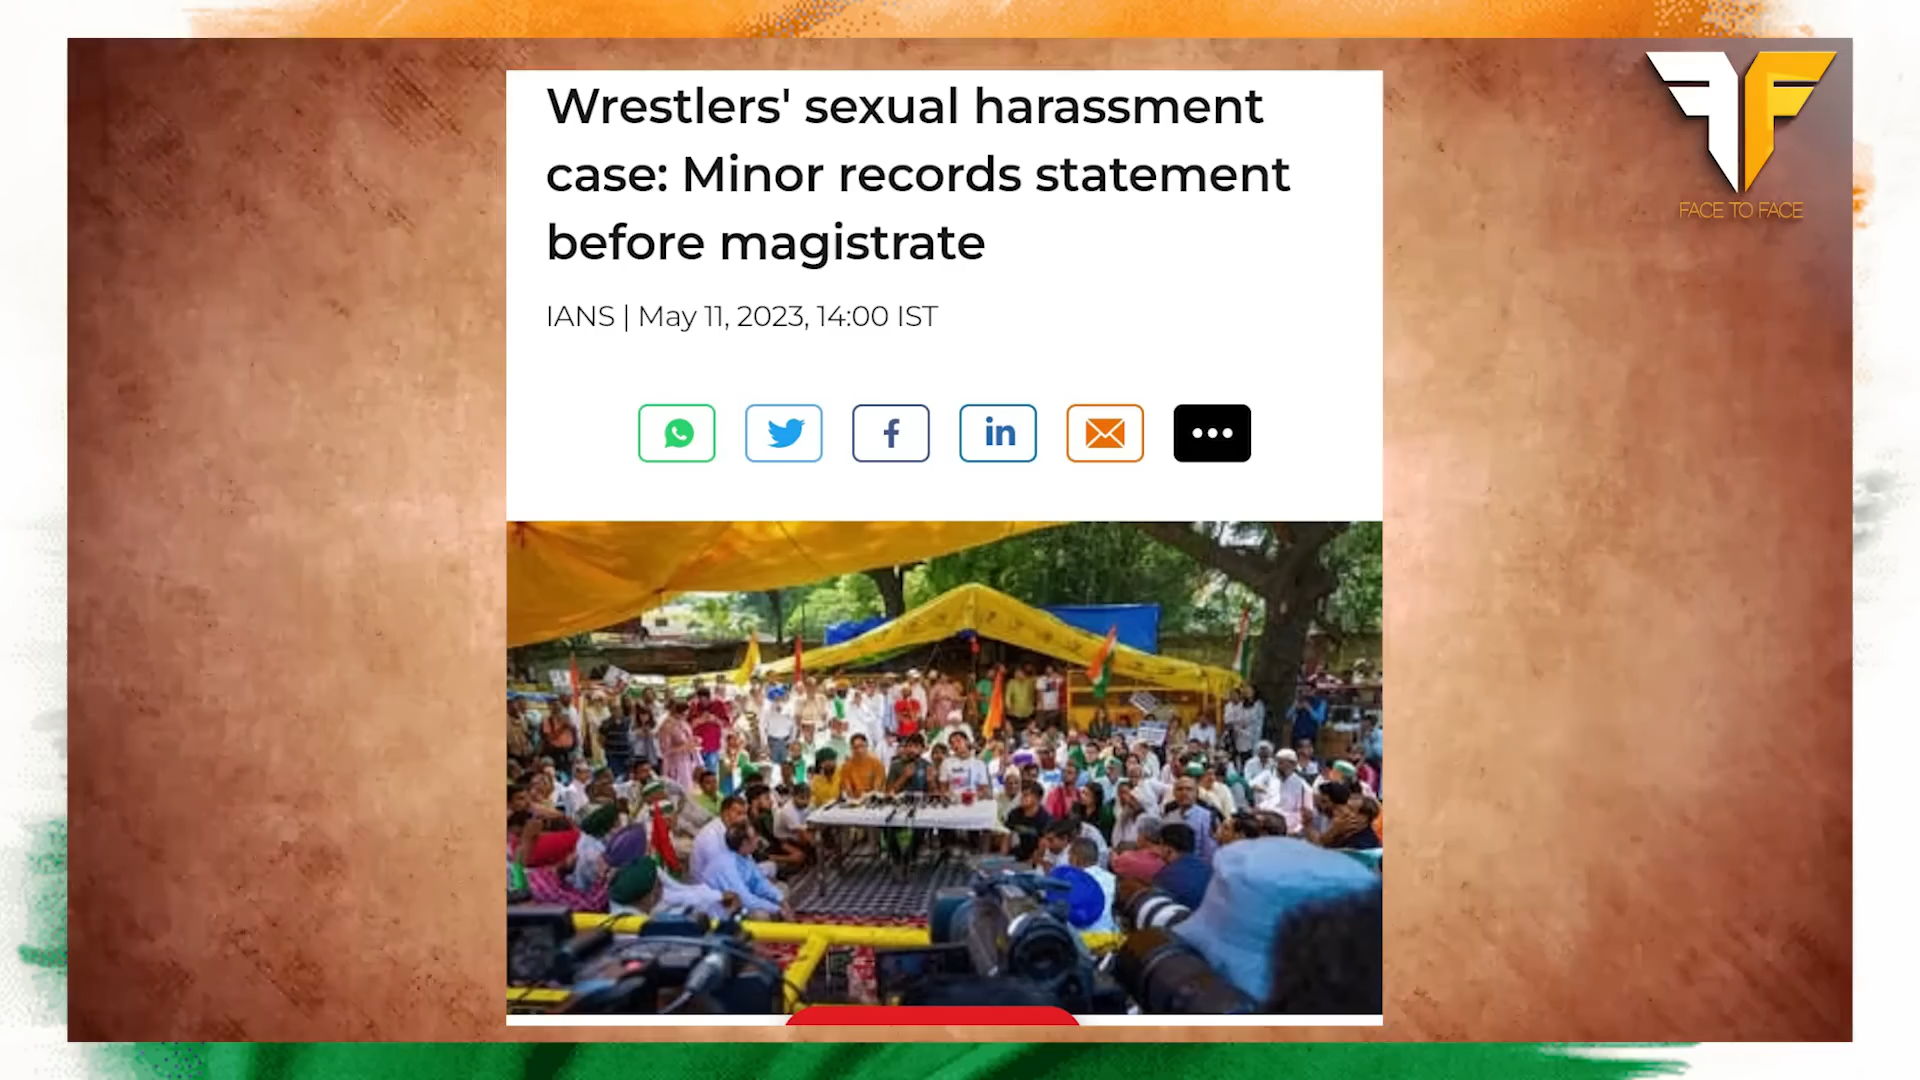 Wrestlers' sexual harassment
case: Minor records statement
before magistrate
IANS | May 11, 2023, 14:00 IST
FACE TO FACE